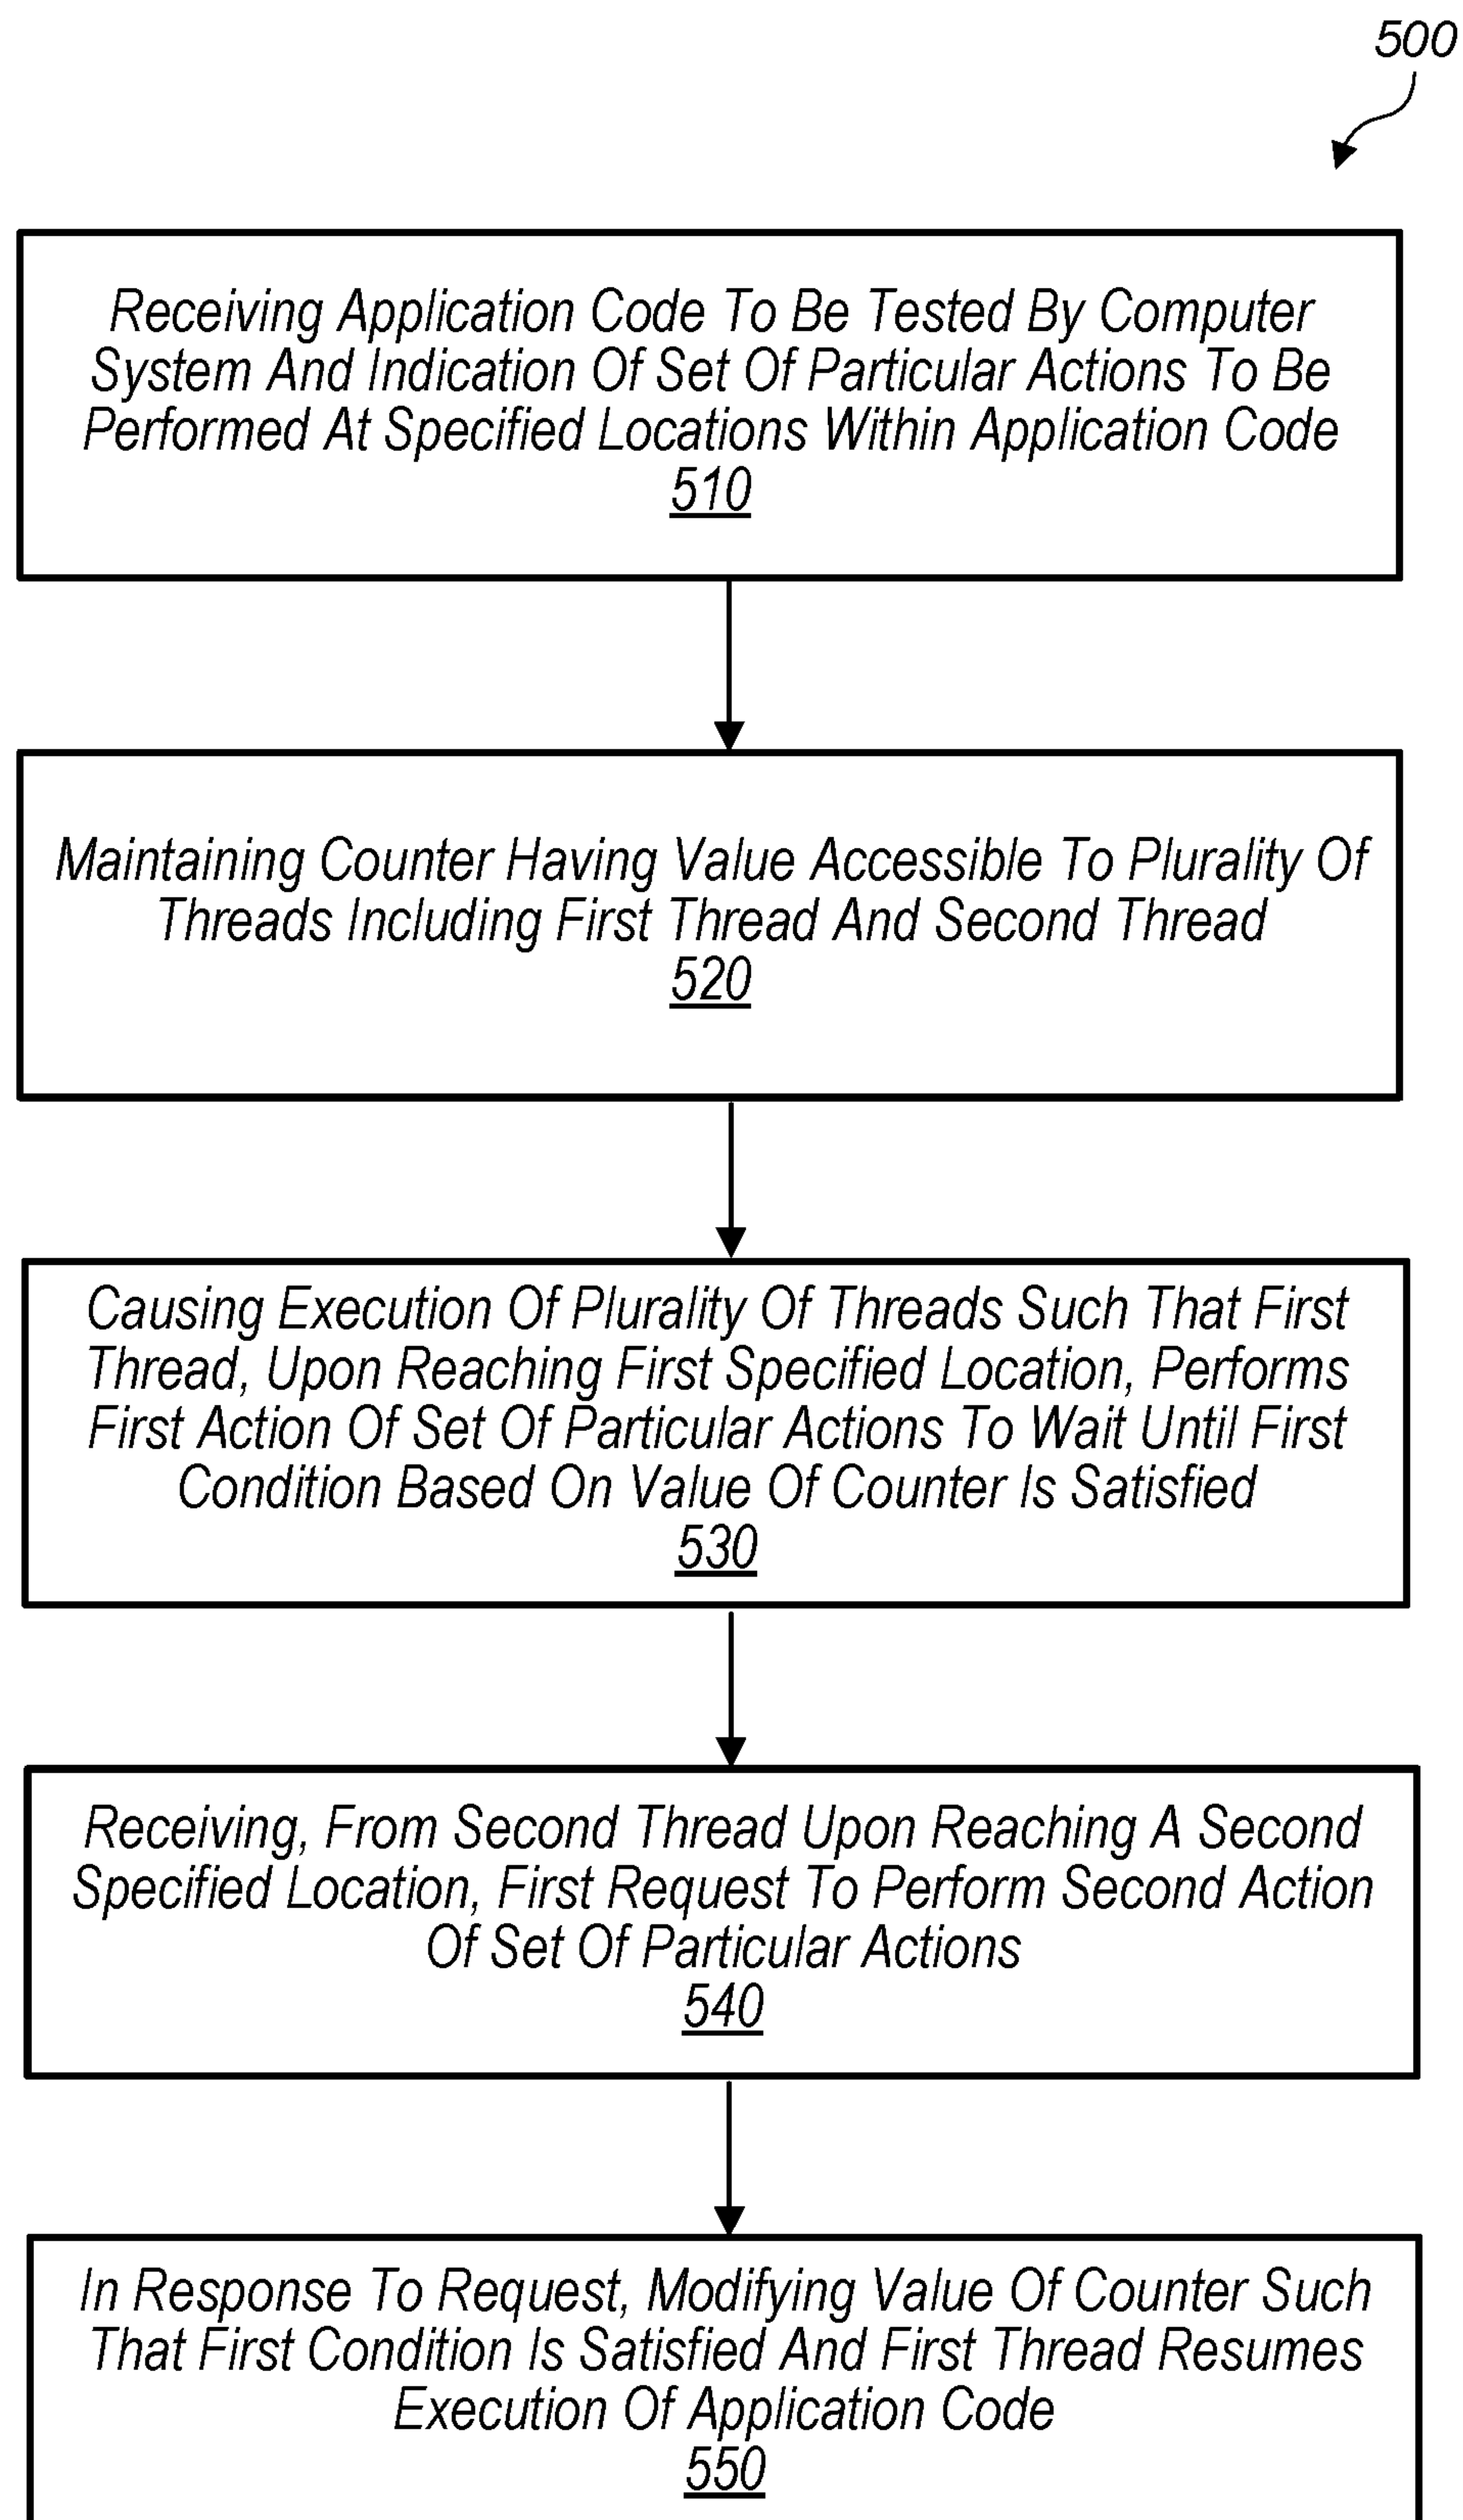 500
Receiving Application Code To Be Tested By Computer
System And Indication Of Set Of Particular Actions To Be
Performed At Specified Locations Within Application Code
510
Maintaining Counter Having Value Accessible To Plurality Of
Threads Including First Thread And Second Thread
520
Causing Execution Of Plurality Of Threads Such That First
Thread, Upon Reaching First Specified Location, Performs
First Action Of Set Of Particular Actions To Wait Until First
Condition Based On Value Of Counter Is Satisfied
530
Receiving, From Second Thread Upon Reaching A Second
Specified Location, First Request To Perform Second Action
Of Set Of Particular Actions
540
In Response To Request, Modifying Value Of Counter Such
That First Condition Is Satisfied And First Thread Resumes
Execution Of Application Code
550